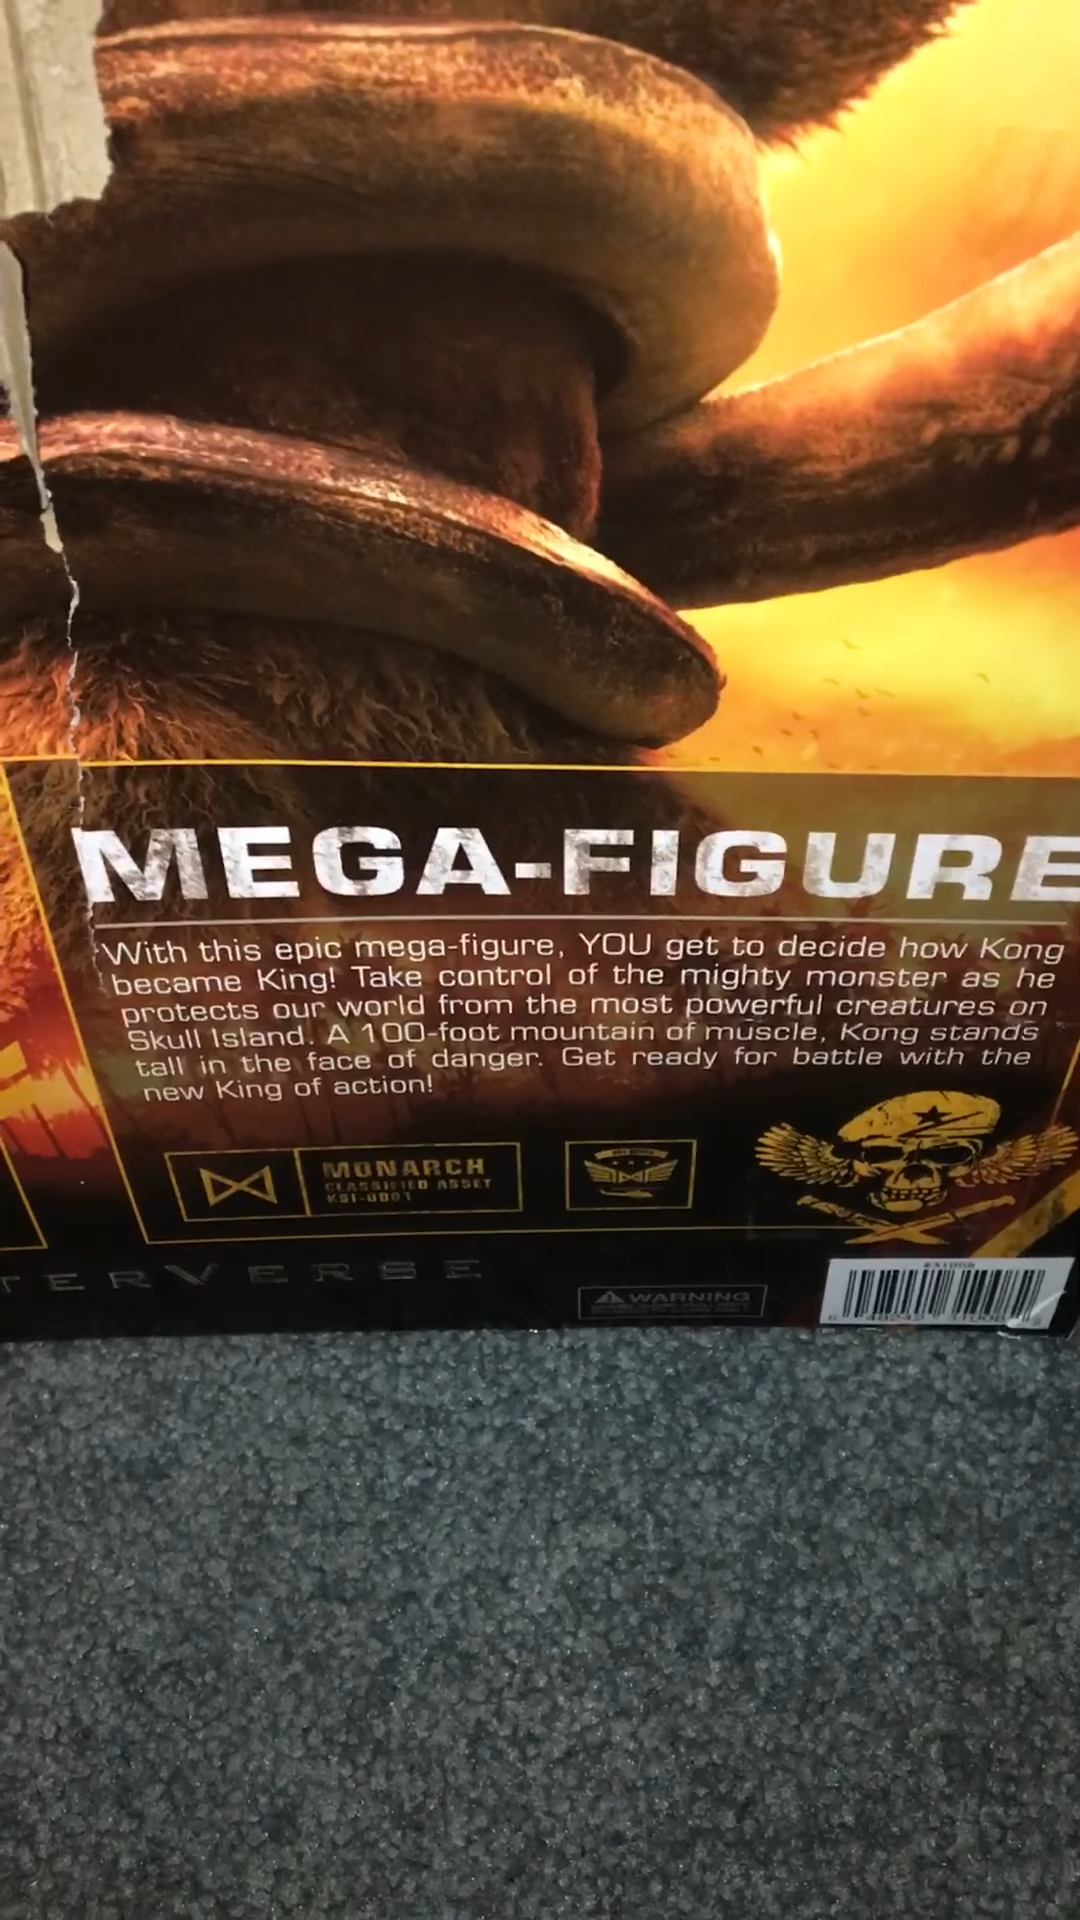 MEGA-FIGURE
With this epic mega-figure, YOU get to decide how Kong
became King! Take control of the mighty monster as he
protects our world from the most powerful creatures on
Skull Island. A 100-foot mountain of muscle, Kong stands
tall in the face of danger. Get ready for battle with the
new King of action!
MONARCH
CLASSIFIED ASSET
TERVERSE
WARNING